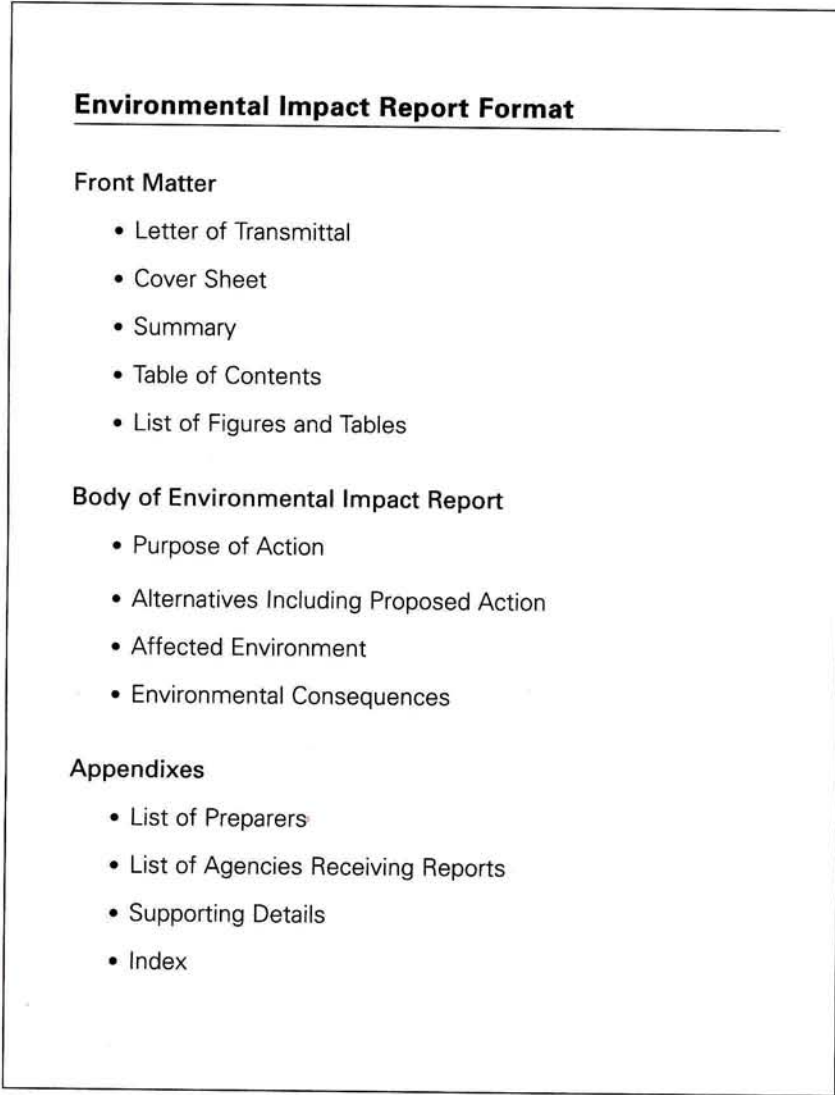 Environmental Impact Report Format
Front Matter
• Letter of Transmittal
• Cover Sheet
• Summary
• Table of Contents
• List of Figures and Tables
Body of Environmental Impact Report
• Purpose of Action
• Alternatives Including Proposed Action
• Affected Environment
• Environmental Consequences
Appendixes
• List of Preparers
• List of Agencies Receiving Reports
• Supporting Details
• Index